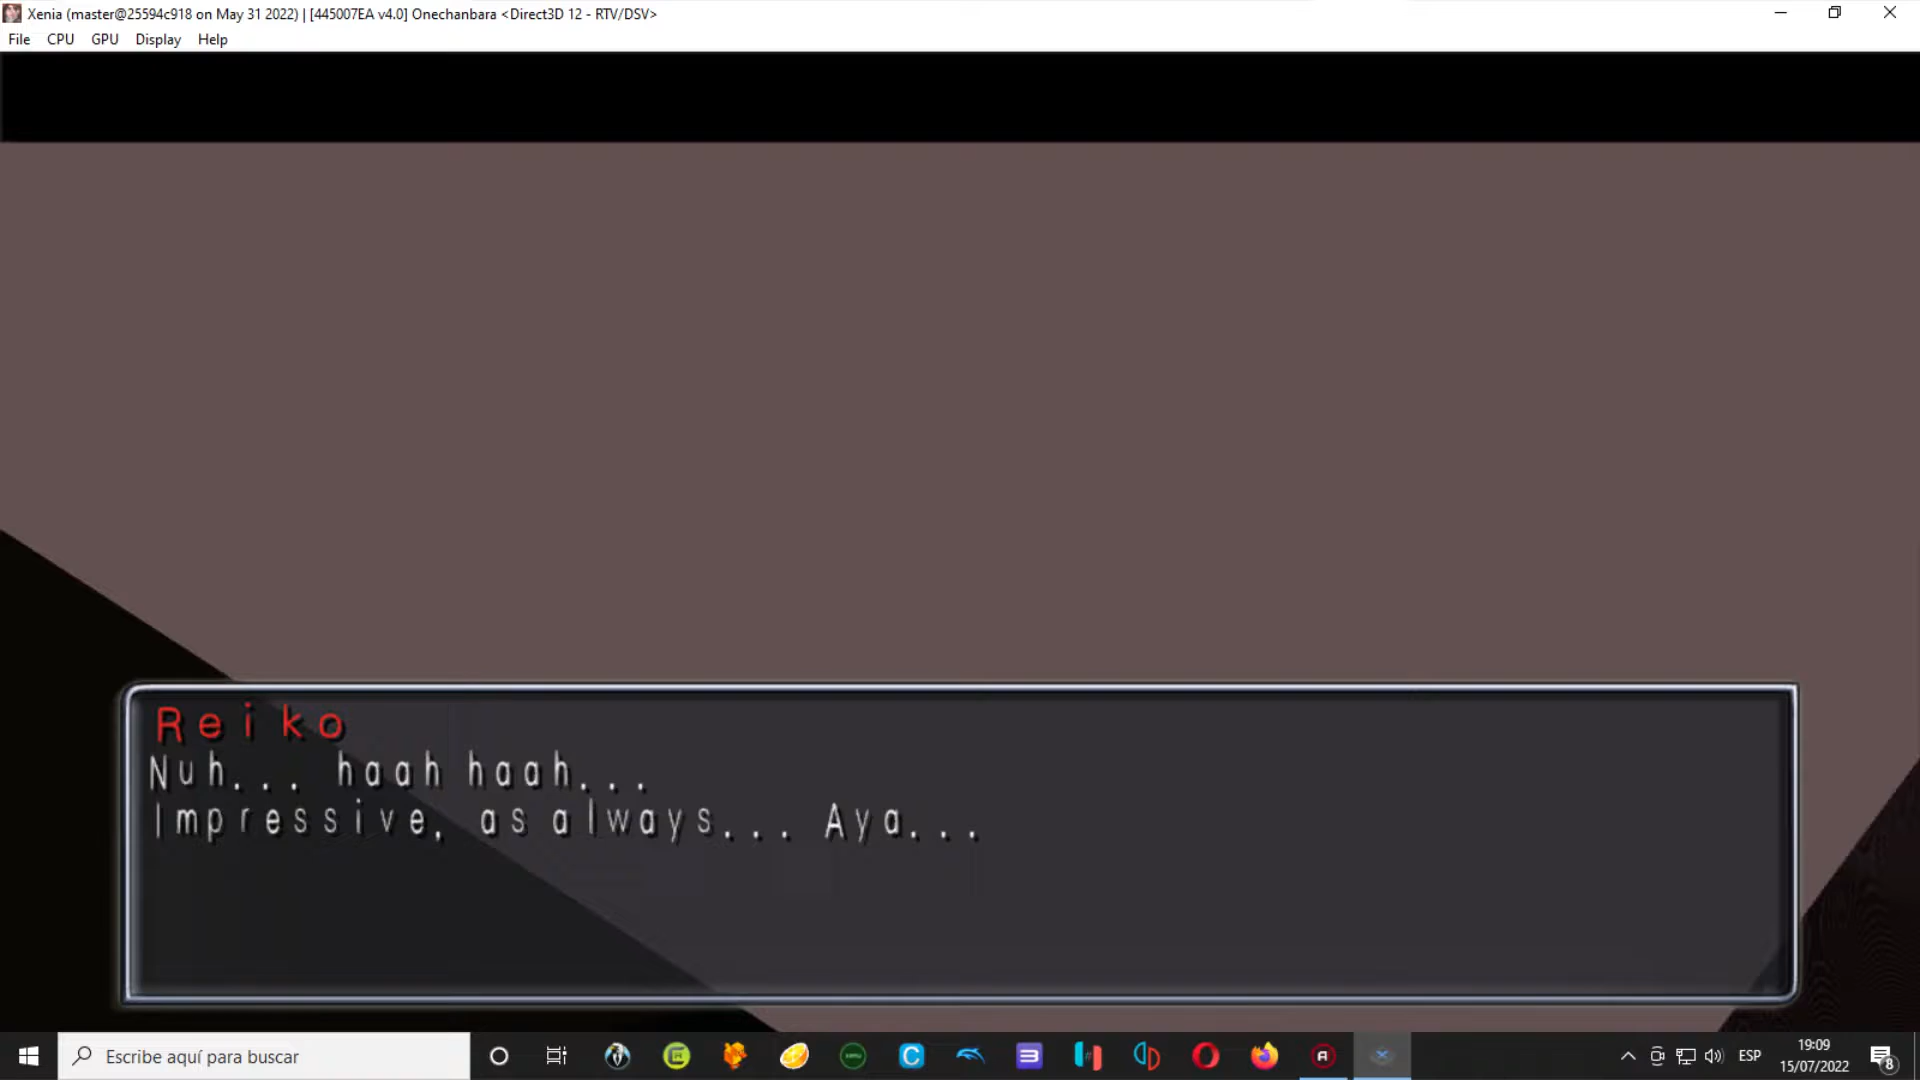 Xenia (master@25594c918 on May 31 2022) | [445007EA v4.0] Onechanbara <Direct3D 12 - RTV/DSV>
File CPU GPU Display Help
Reiko
Nuh... haah haah...
Impressive, as always... Aya...
Escribe aquí para buscar
ESP
19:09
15/07/2022
8